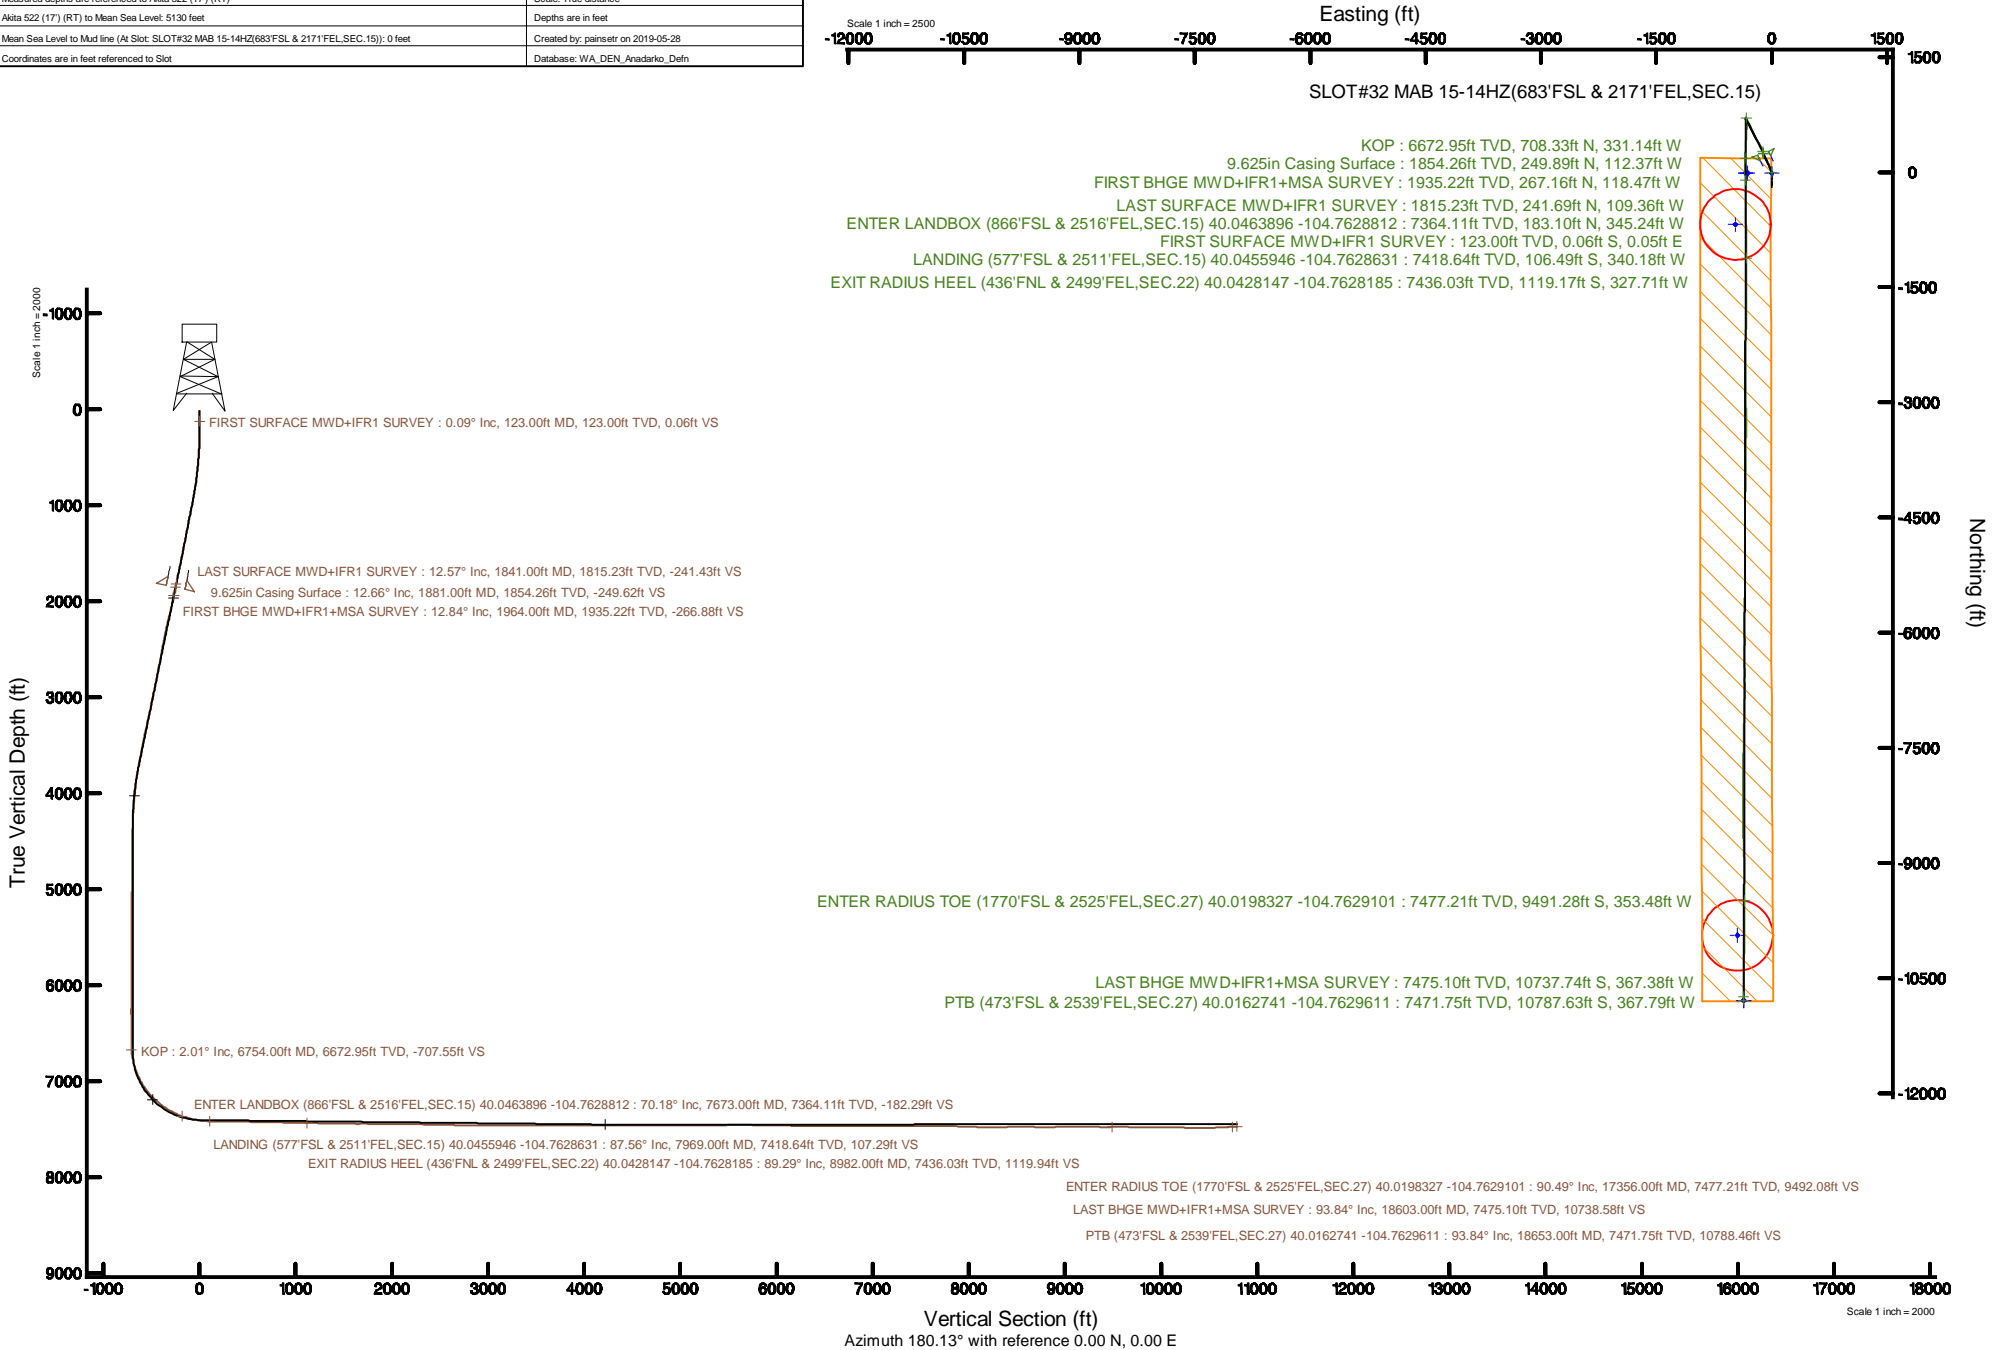 Measured depths are referenced to Akita 522 (17') (RT)
Scale: True distance
Akita 522 (17') (RT) to Mean Sea Level: 5130 feet
Depths are in feet
Mean Sea Level to Mud line (At Slot: SLOT#32 MAB 15-14HZ(683'FSL & 2171'FEL,SEC.15)): 0 feet
Created by: painsetr on 2019-05-28
Coordinates are in feet referenced to Slot
Database: WA_DEN_Anadarko_Defn
Easting (ft)
Scale 1 inch = 2500
-12000 -10500 -9000 -7500 -6000 -4500 -3000 -1500 0 1500
SLOT#32 MAB 15-14HZ(683'FSL & 2171'FEL,SEC.15)
KOP : 6672.95ft TVD, 708.33ft N, 331.14ft W
9.625in Casing Surface : 1854.26ft TVD, 249.89ft N, 112.37ft W
FIRST BHGE MWD+IFR1+MSA SURVEY : 1935.22ft TVD, 267.16ft N, 118.47ft W
LAST SURFACE MWD+IFR1 SURVEY : 1815.23ft TVD, 241.69ft N, 109.36ft W
ENTER LANDBOX (866'FSL & 2516'FEL,SEC.15) 40.0463896 -104.7628812 : 7364.11ft TVD, 183.10ft N, 345.24ft W
FIRST SURFACE MWD+IFR1 SURVEY : 123.00ft TVD, 0.06ft S, 0.05ft E
LANDING (577'FSL & 2511'FEL,SEC.15) 40.0455946 -104.7628631 : 7418.64ft TVD, 106.49ft S, 340.18ft W
EXIT RADIUS HEEL (436'FNL & 2499'FEL,SEC.22) 40.0428147 -104.7628185 : 7436.03ft TVD, 1119.17ft S, 327.71ft W
ENTER RADIUS TOE (1770'FSL & 2525'FEL,SEC.27) 40.0198327 -104.7629101 : 7477.21ft TVD, 9491.28ft S, 353.48ft W
LAST BHGE MWD+IFR1+MSA SURVEY : 7475.10ft TVD, 10737.74ft S, 367.38ft W
PTB (473'FSL & 2539'FEL,SEC.27) 40.0162741 -104.7629611 : 7471.75ft TVD, 10787.63ft S, 367.79ft W
1500
0
-1500
-3000
-4500
-6000
-7500
-9000
-10500
-12000
Northing (ft)
Scale 1 inch = 2000
True Vertical Depth (ft)
-1000
0
1000
2000
3000
4000
5000
6000
7000
8000
9000
FIRST SURFACE MWD+IFR1 SURVEY : 0.09° Inc, 123.00ft MD, 123.00ft TVD, 0.06ft VS
LAST SURFACE MWD+IFR1 SURVEY : 12.57° Inc, 1841.00ft MD, 1815.23ft TVD, -241.43ft VS
9.625in Casing Surface : 12.66° Inc, 1881.00ft MD, 1854.26ft TVD, -249.62ft VS
FIRST BHGE MWD+IFR1+MSA SURVEY : 12.84° Inc, 1964.00ft MD, 1935.22ft TVD, -266.88ft VS
KOP : 2.01° Inc, 6754.00ft MD, 6672.95ft TVD, -707.55ft VS
ENTER LANDBOX (866'FSL & 2516'FEL,SEC.15) 40.0463896 -104.7628812 : 70.18° Inc, 7673.00ft MD, 7364.11ft TVD, -182.29ft VS
LANDING (577'FSL & 2511'FEL,SEC.15) 40.0455946 -104.7628631 : 87.56° Inc, 7969.00ft MD, 7418.64ft TVD, 107.29ft VS
EXIT RADIUS HEEL (436'FNL & 2499'FEL,SEC.22) 40.0428147 -104.7628185 : 89.29° Inc, 8982.00ft MD, 7436.03ft TVD, 1119.94ft VS
ENTER RADIUS TOE (1770'FSL & 2525'FEL,SEC.27) 40.0198327 -104.7629101 : 90.49° Inc, 17356.00ft MD, 7477.21ft TVD, 9492.08ft VS
LAST BHGE MWD+IFR1+MSA SURVEY : 93.84° Inc, 18603.00ft MD, 7475.10ft TVD, 10738.58ft VS
PTB (473'FSL & 2539'FEL,SEC.27) 40.0162741 -104.7629611 : 93.84° Inc, 18653.00ft MD, 7471.75ft TVD, 10788.46ft VS
-1000 0 1000 2000 3000 4000 5000 6000 7000 8000 9000 10000 11000 12000 13000 14000 15000 16000 17000 18000
Scale 1 inch = 2000
Vertical Section (ft)
Azimuth 180.13° with reference 0.00 N, 0.00 E